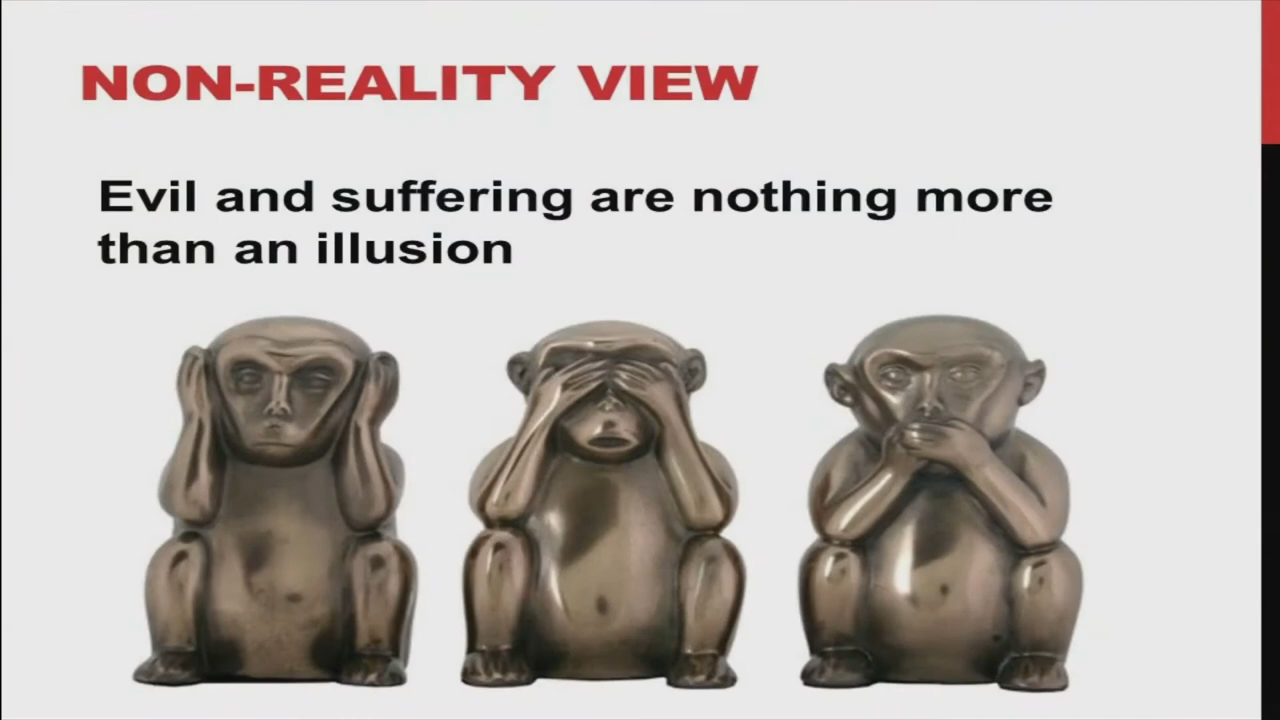 NON-REALITY VIEW
Evil and suffering are nothing more
than an illusion